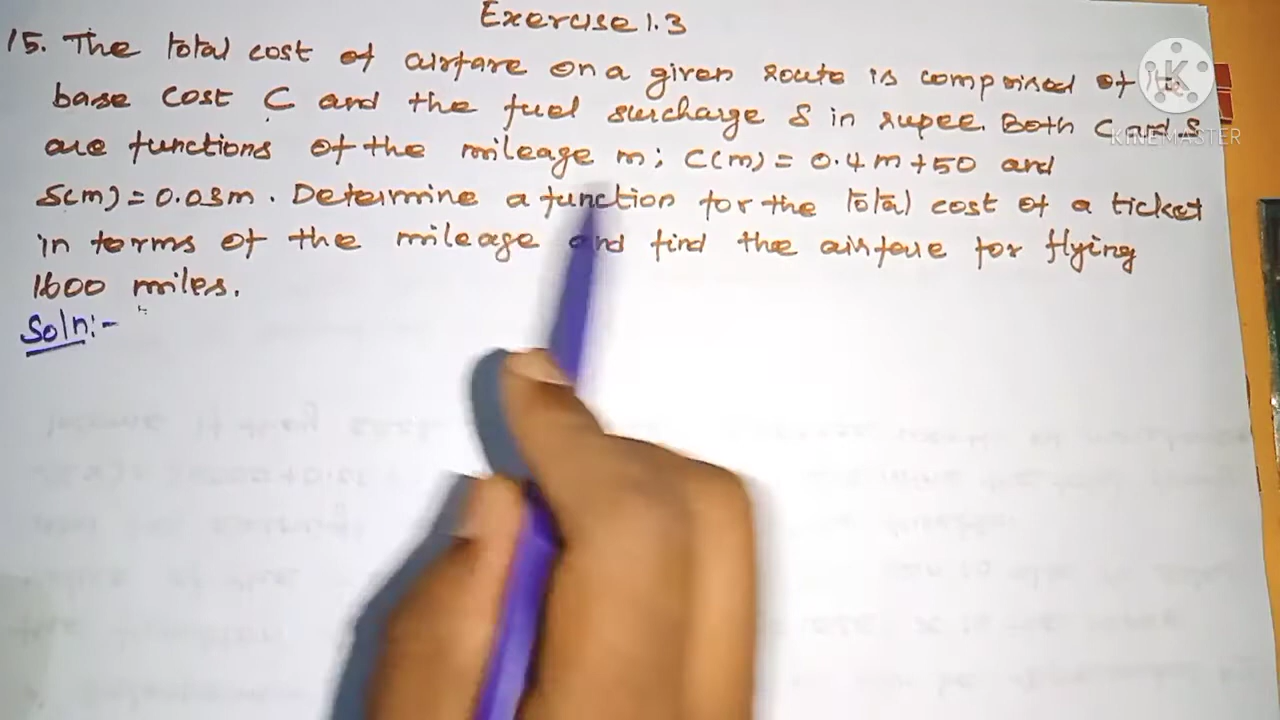 Exercise 1.3
15. The total cost of airfare on a given route is comprised of its
base cost C and the fuel surcharge S in rupee. Both C and S
are functions of the mileage m; C(m) = 0.4m+50 and
S(m) = 0.03m. Determine a function for the total cost of a ticket
in terms of the mileage and find the airfare for flying
1600 miles.
Soln:-
KINEMASTER